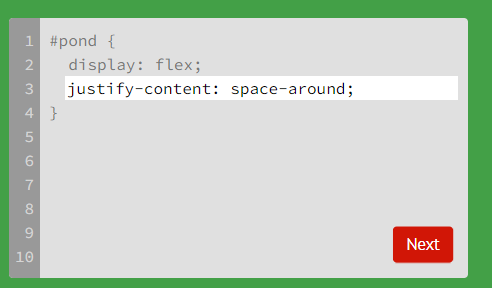 1 #pond {
2 display: flex;
3 justify-content: space-around;
4 }
5
6
7
8
9
10
Next